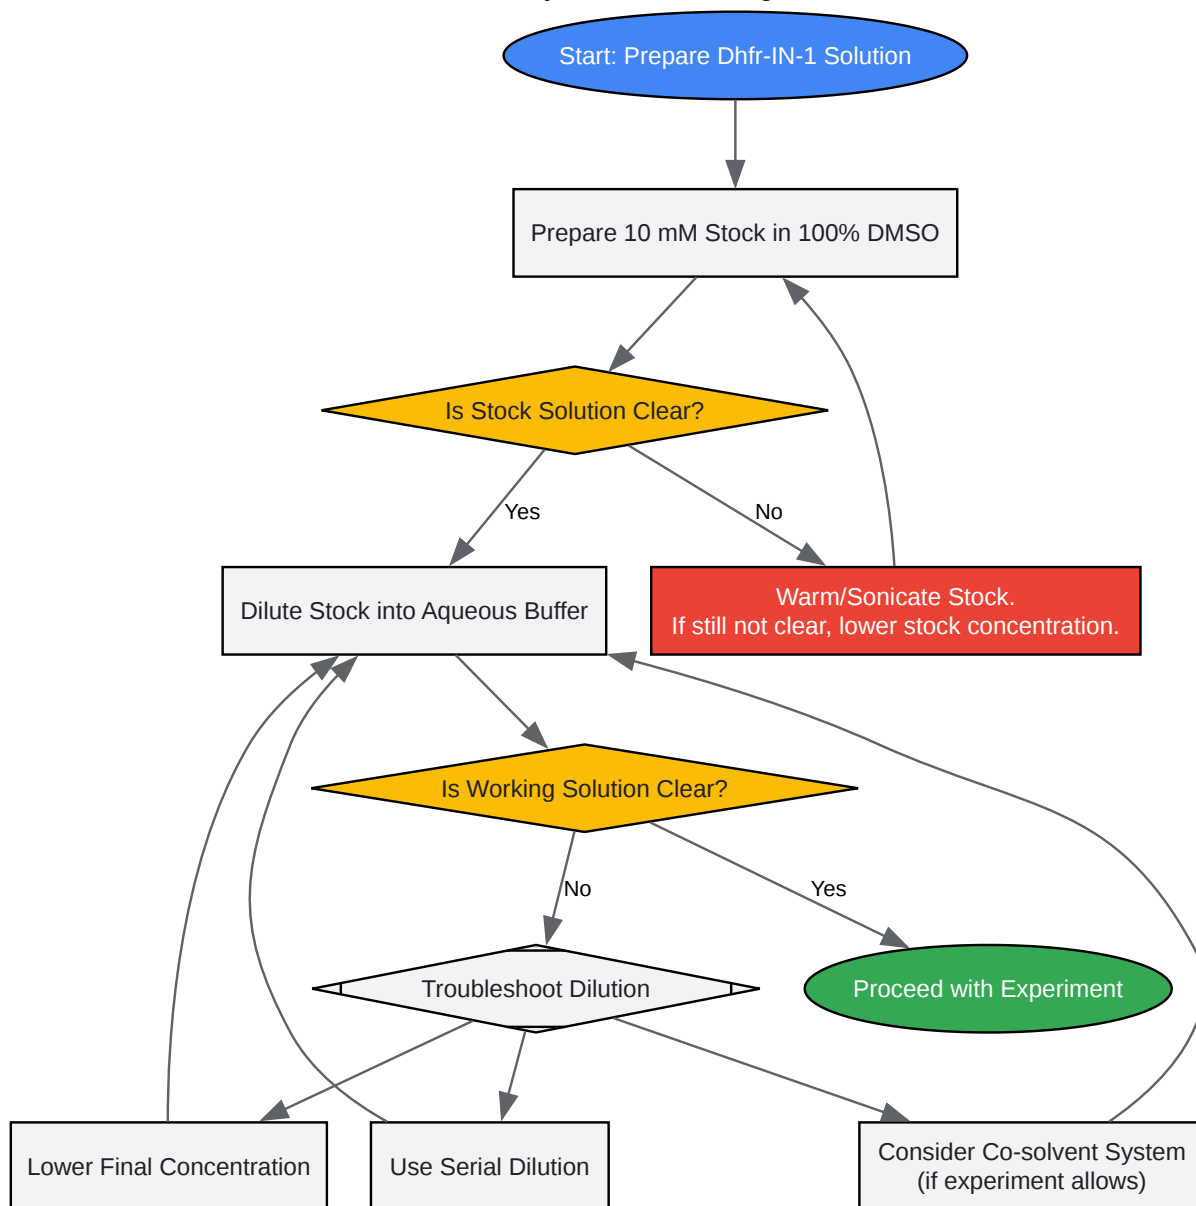 Start: Prepare Dhfr-IN-1 Solution
Prepare 10 mM Stock in 100% DMSO
Is Stock Solution Clear?
Yes
No
Dilute Stock into Aqueous Buffer
Warm/Sonicate Stock.
If still not clear, lower stock concentration.
Is Working Solution Clear?
No
Yes
Troubleshoot Dilution
Proceed with Experiment
Lower Final Concentration
Use Serial Dilution
Consider Co-solvent System
(if experiment allows)